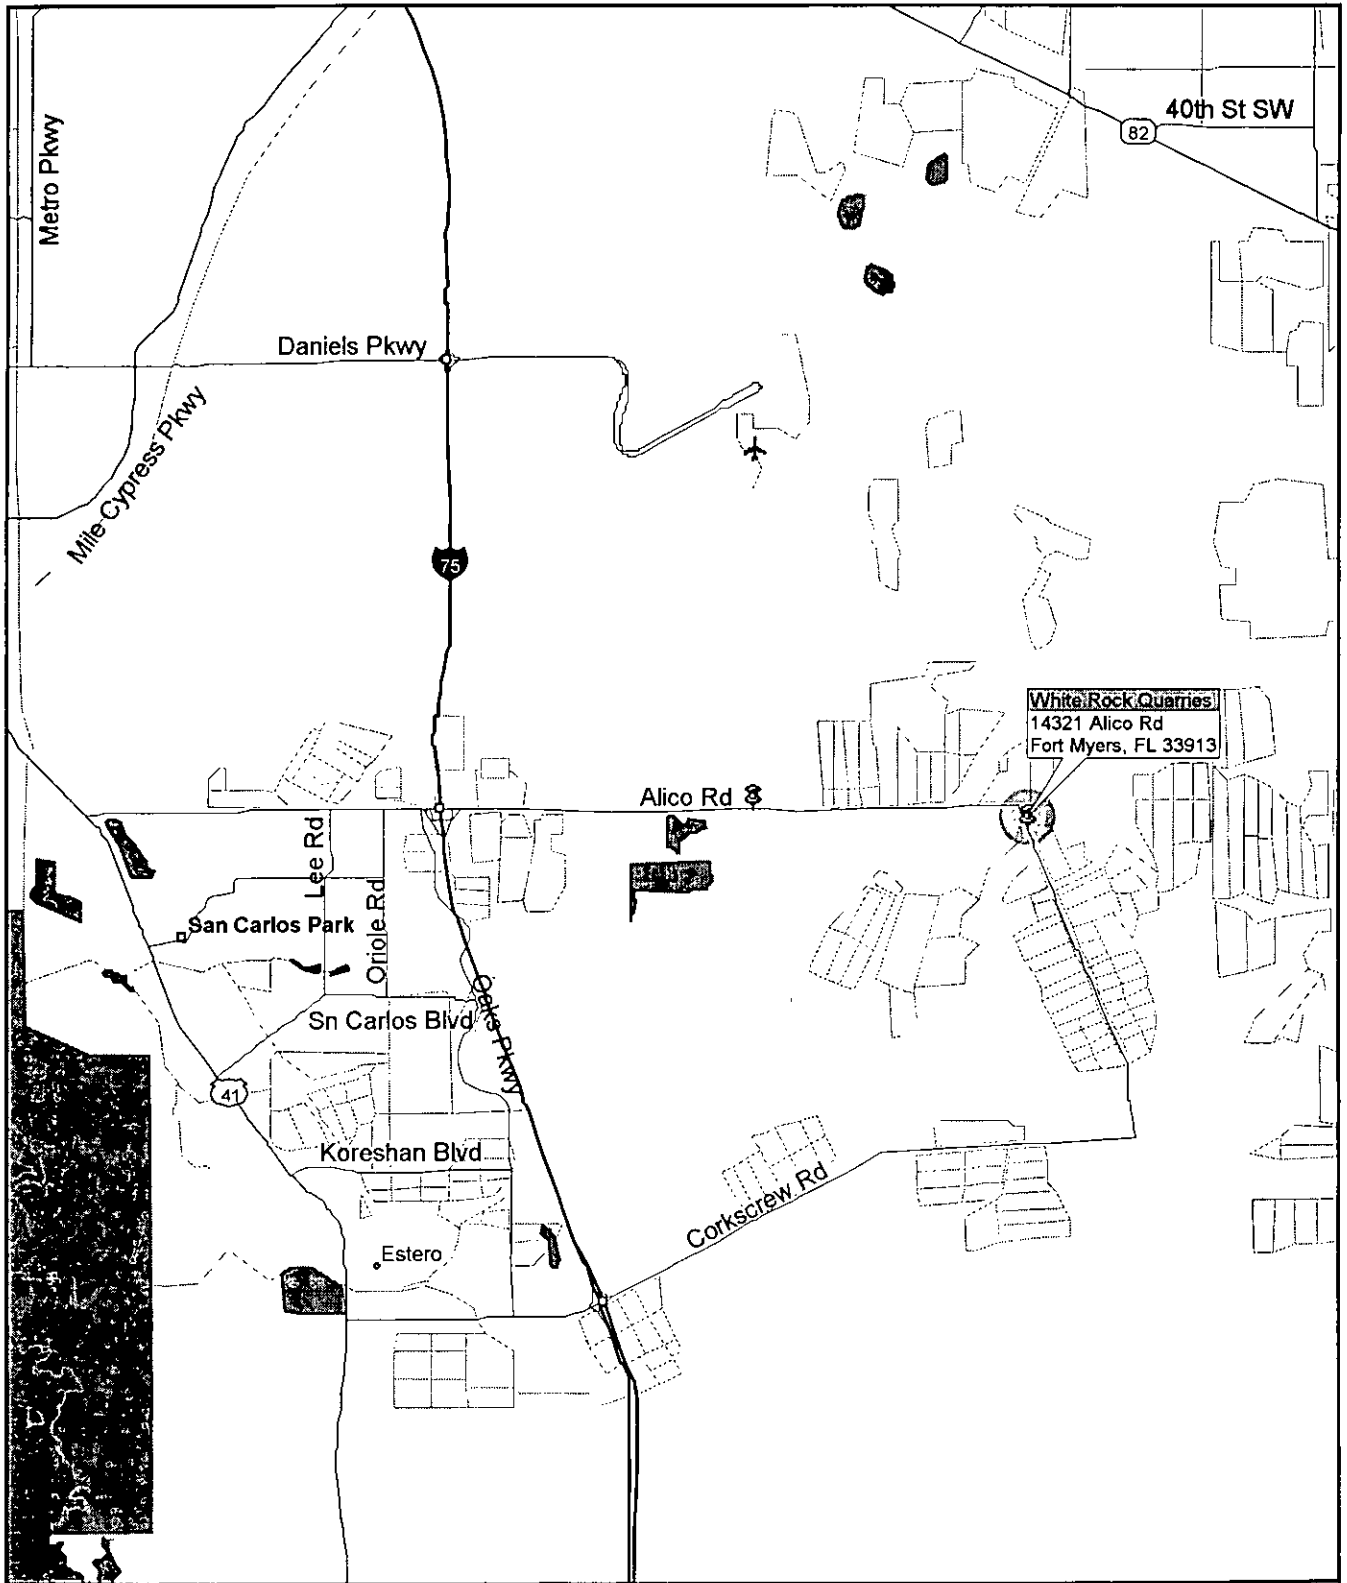 40th St SW
82
Metro Pkwy
Daniels Pkwy
Mile Cypress Pkwy
75
White Rock Quarries
14321 Alico Rd
Fort Myers, FL 33913
Alico Rd
Lee Rd
Oriole Rd
San Carlos Park
Oaks Pkwy
Sn Carlos Blvd
41
Koreshan Blvd
Corkscrew Rd
Estero